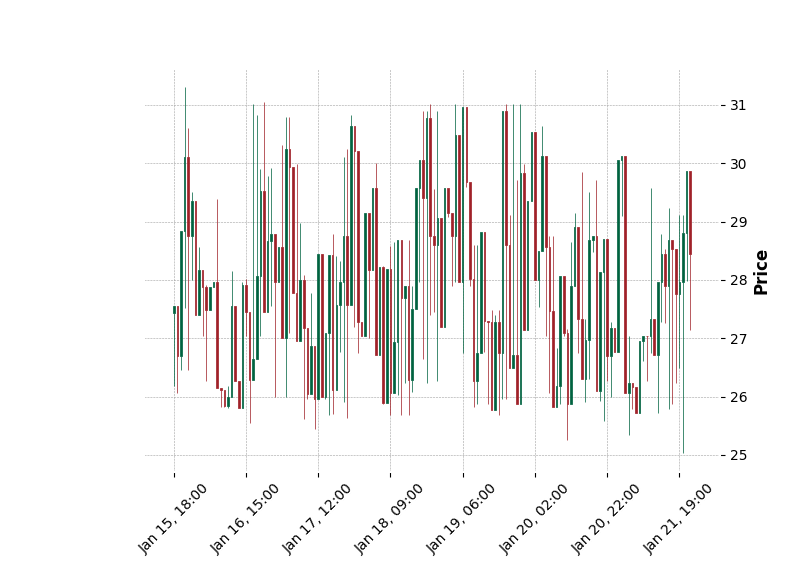 31
30
29
28
27
26
25
Price
Jan 15, 18:00
Jan 16, 15:00
Jan 17, 12:00
Jan 18, 09:00
Jan 19, 06:00
Jan 20, 02:00
Jan 20, 22:00
Jan 21, 19:00